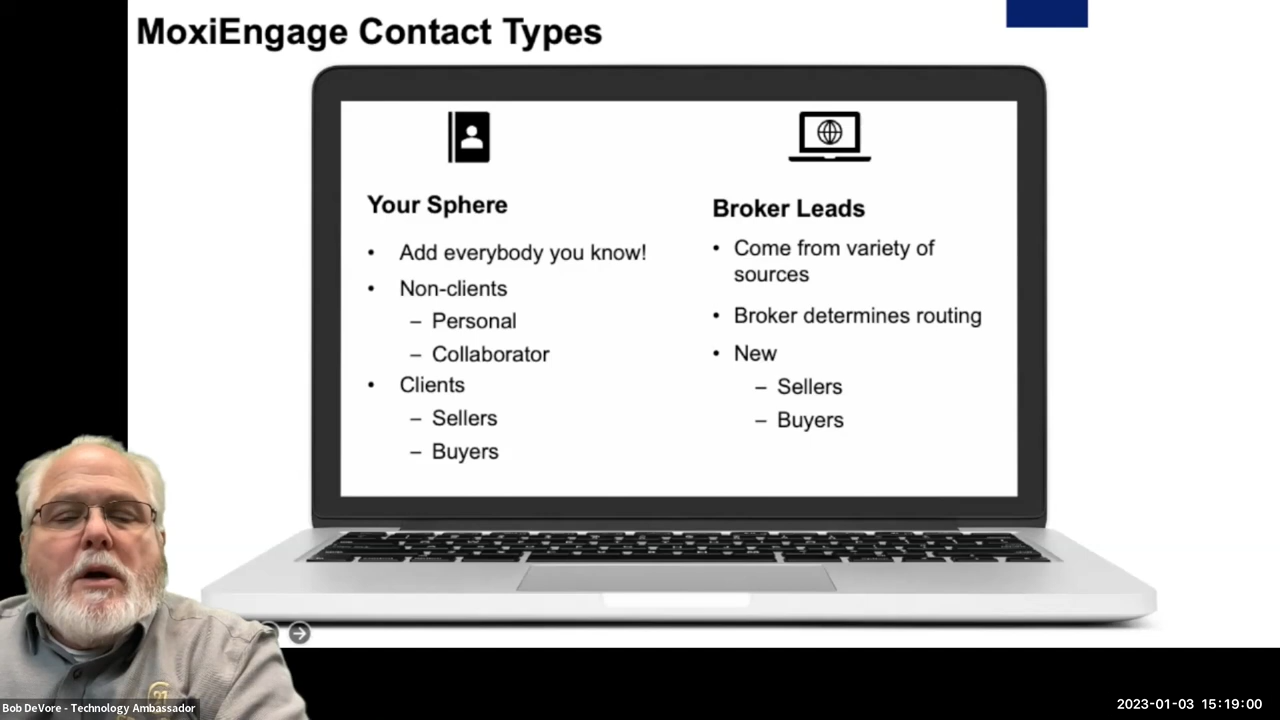 MoxiEngage Contact Types
Your Sphere
• Add everybody you know!
• Non-clients
– Personal
– Collaborator
• Clients
– Sellers
– Buyers
Broker Leads
• Come from variety of
sources
• Broker determines routing
• New
– Sellers
– Buyers
Bob DeVore - Technology Ambassador
2023-01-03 15:19:00